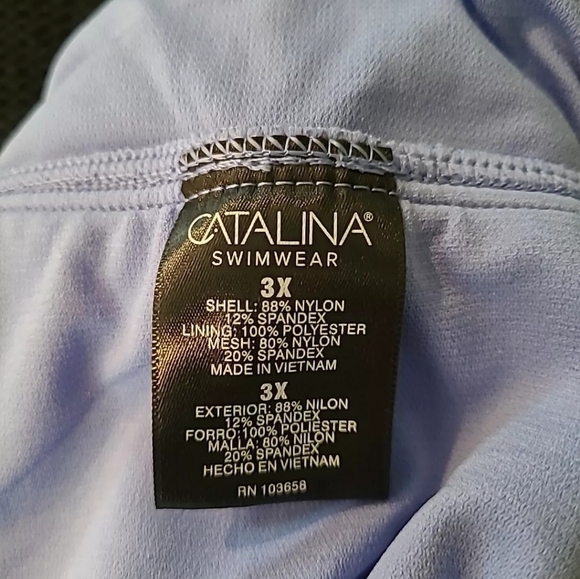 CATALINA®
SWIMWEAR
3X
SHELL: 88% NYLON
12% SPANDEX
LINING: 100% POLYESTER
MESH: 80% NYLON
20% SPANDEX
MADE IN VIETNAM
3X
EXTERIOR: 88% NILON
12% SPANDEX
FORRO: 100% POLIESTER
MALLA: 80% NILON
20% SPANDEX
HECHO EN VIETNAM
RN 109658